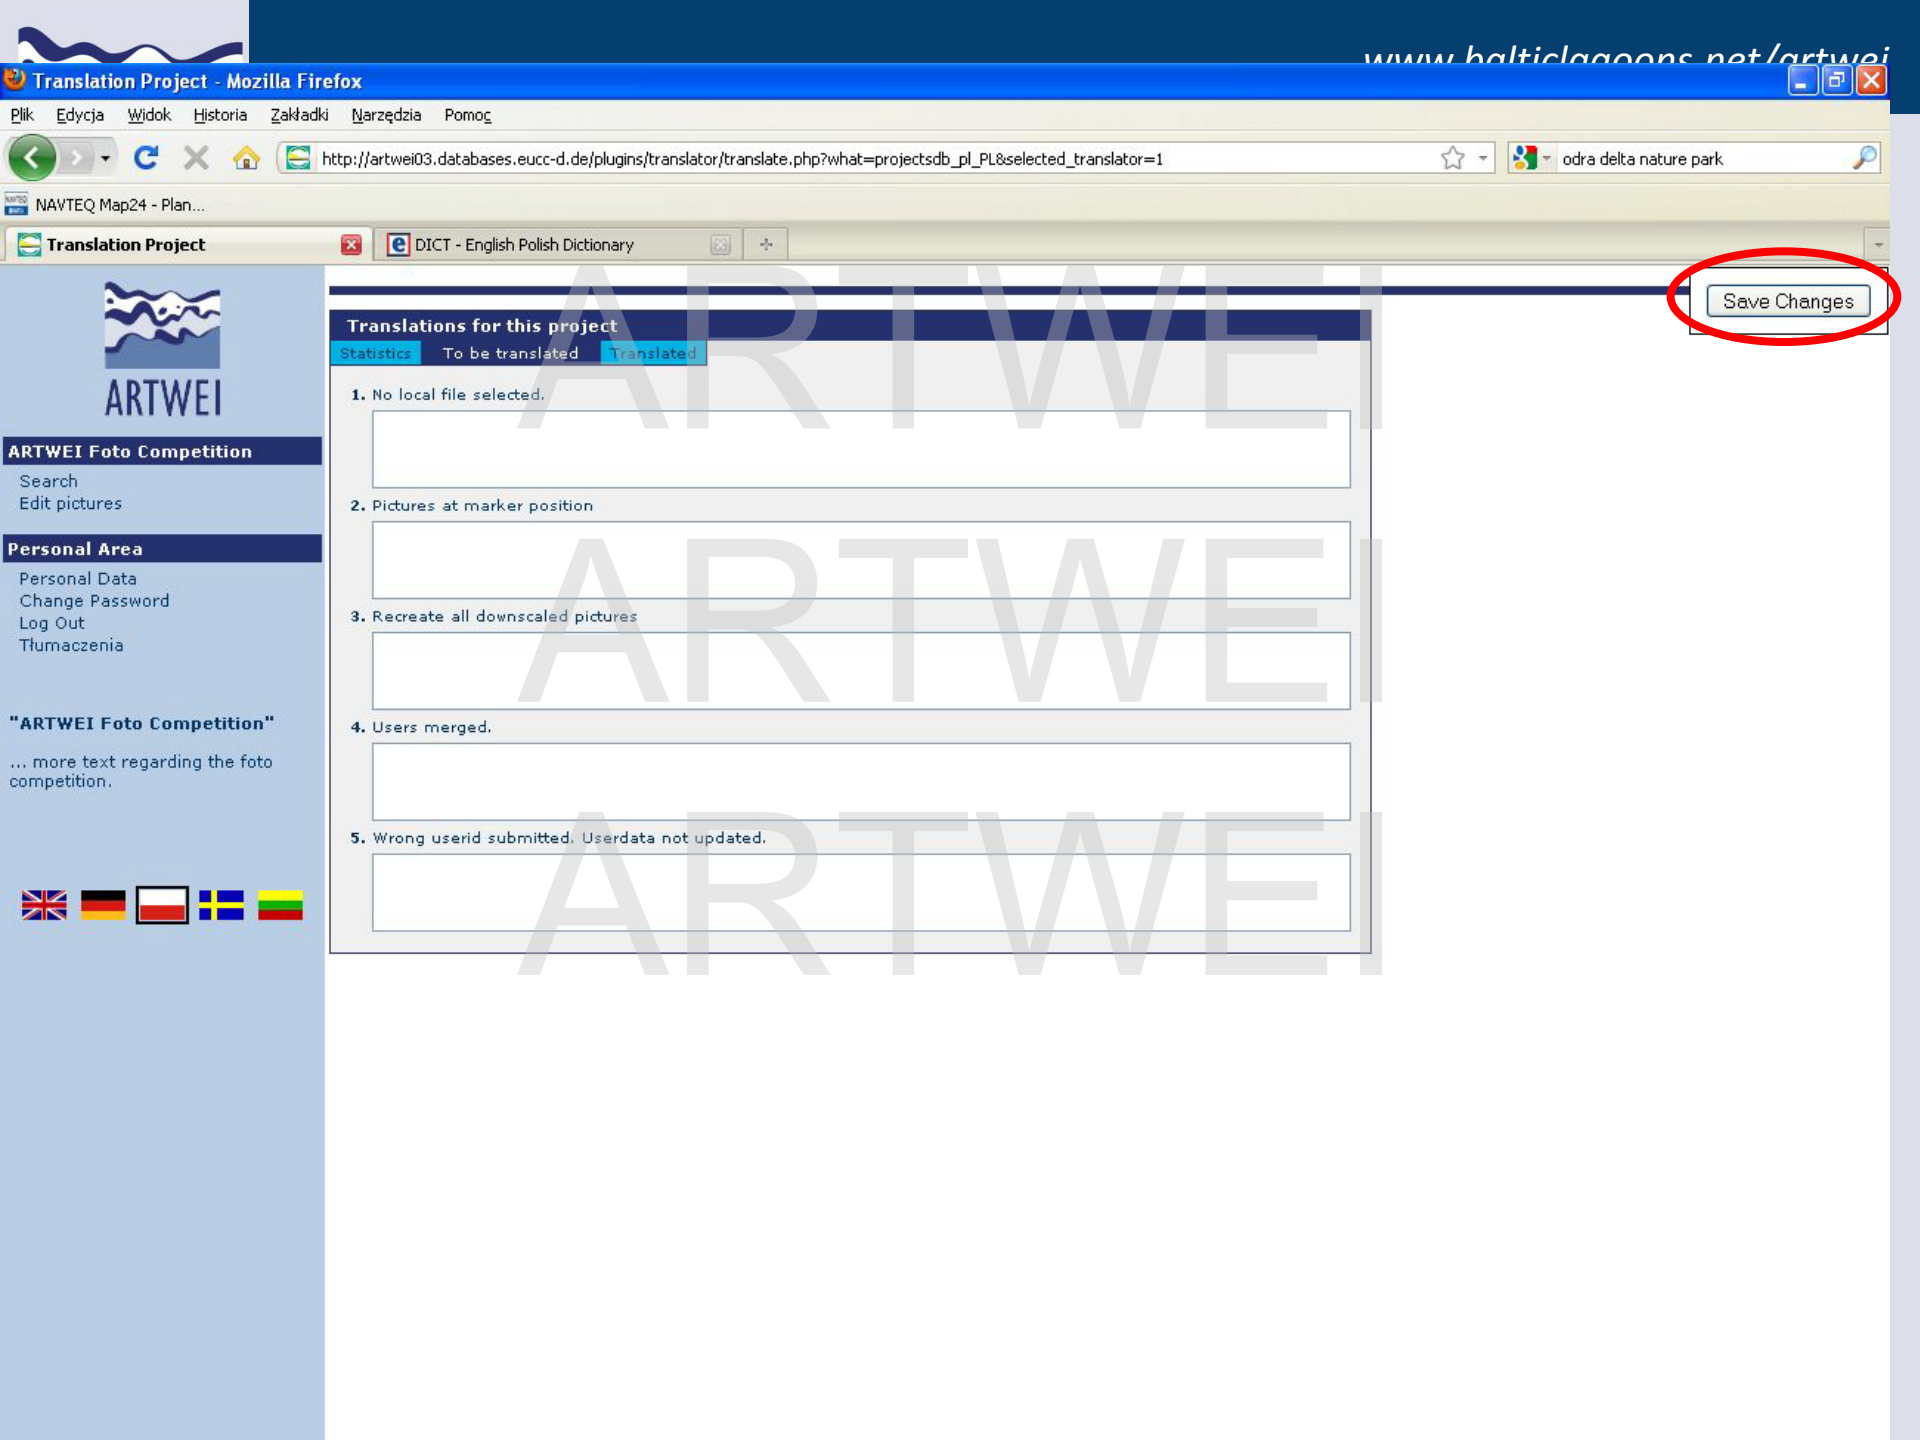 www.balticlagoons.net/artwei
Translation Project - Mozilla Firefox
Plik Edycja Widok Historia Zakładki Narzędzia Pomoc
http://artwei03.databases.eucc-d.de/plugins/translator/translate.php?what=projectsdb_pl_PL&selected_translator=1
odra delta nature park
NAVTEQ Map24 - Plan...
Translation Project
DICT - English Polish Dictionary
Save Changes
ARTWEI
ARTWEI Foto Competition
Search
Edit pictures
Personal Area
Personal Data
Change Password
Log Out
Tłumaczenia
"ARTWEI Foto Competition"
... more text regarding the foto
competition.
Translations for this project
Statistics To be translated Translated
1. No local file selected.
2. Pictures at marker position
3. Recreate all downscaled pictures
4. Users merged.
5. Wrong userid submitted. Userdata not updated.
ARTWEI
ARTWEI
ARTWEI